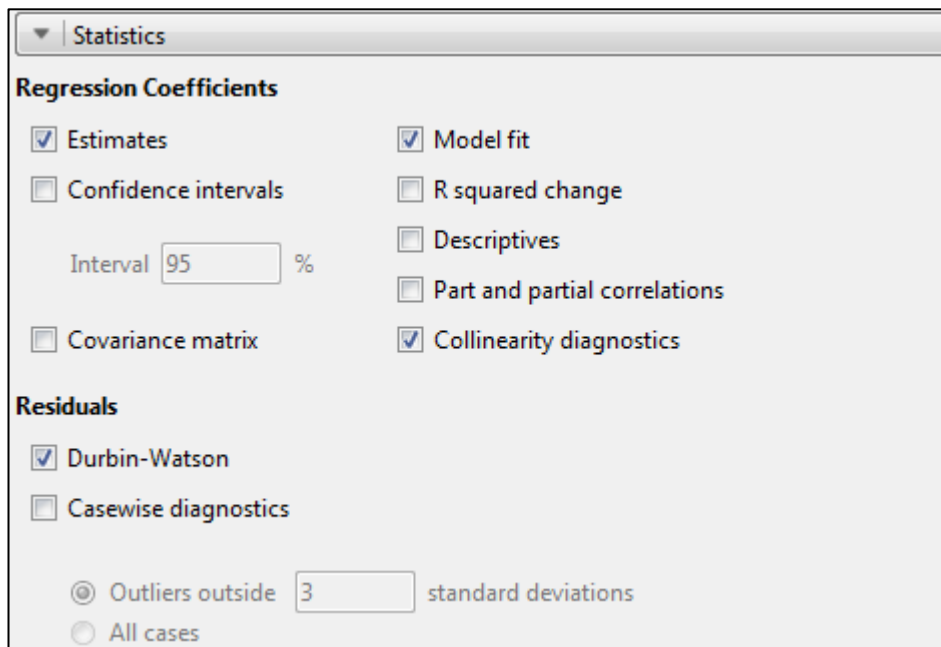 Statistics
Regression Coefficients
Estimates
Model fit
Confidence intervals
R squared change
Descriptives
Interval 95 %
Part and partial correlations
Covariance matrix
Collinearity diagnostics
Residuals
Durbin-Watson
Casewise diagnostics
Outliers outside 3 standard deviations
All cases